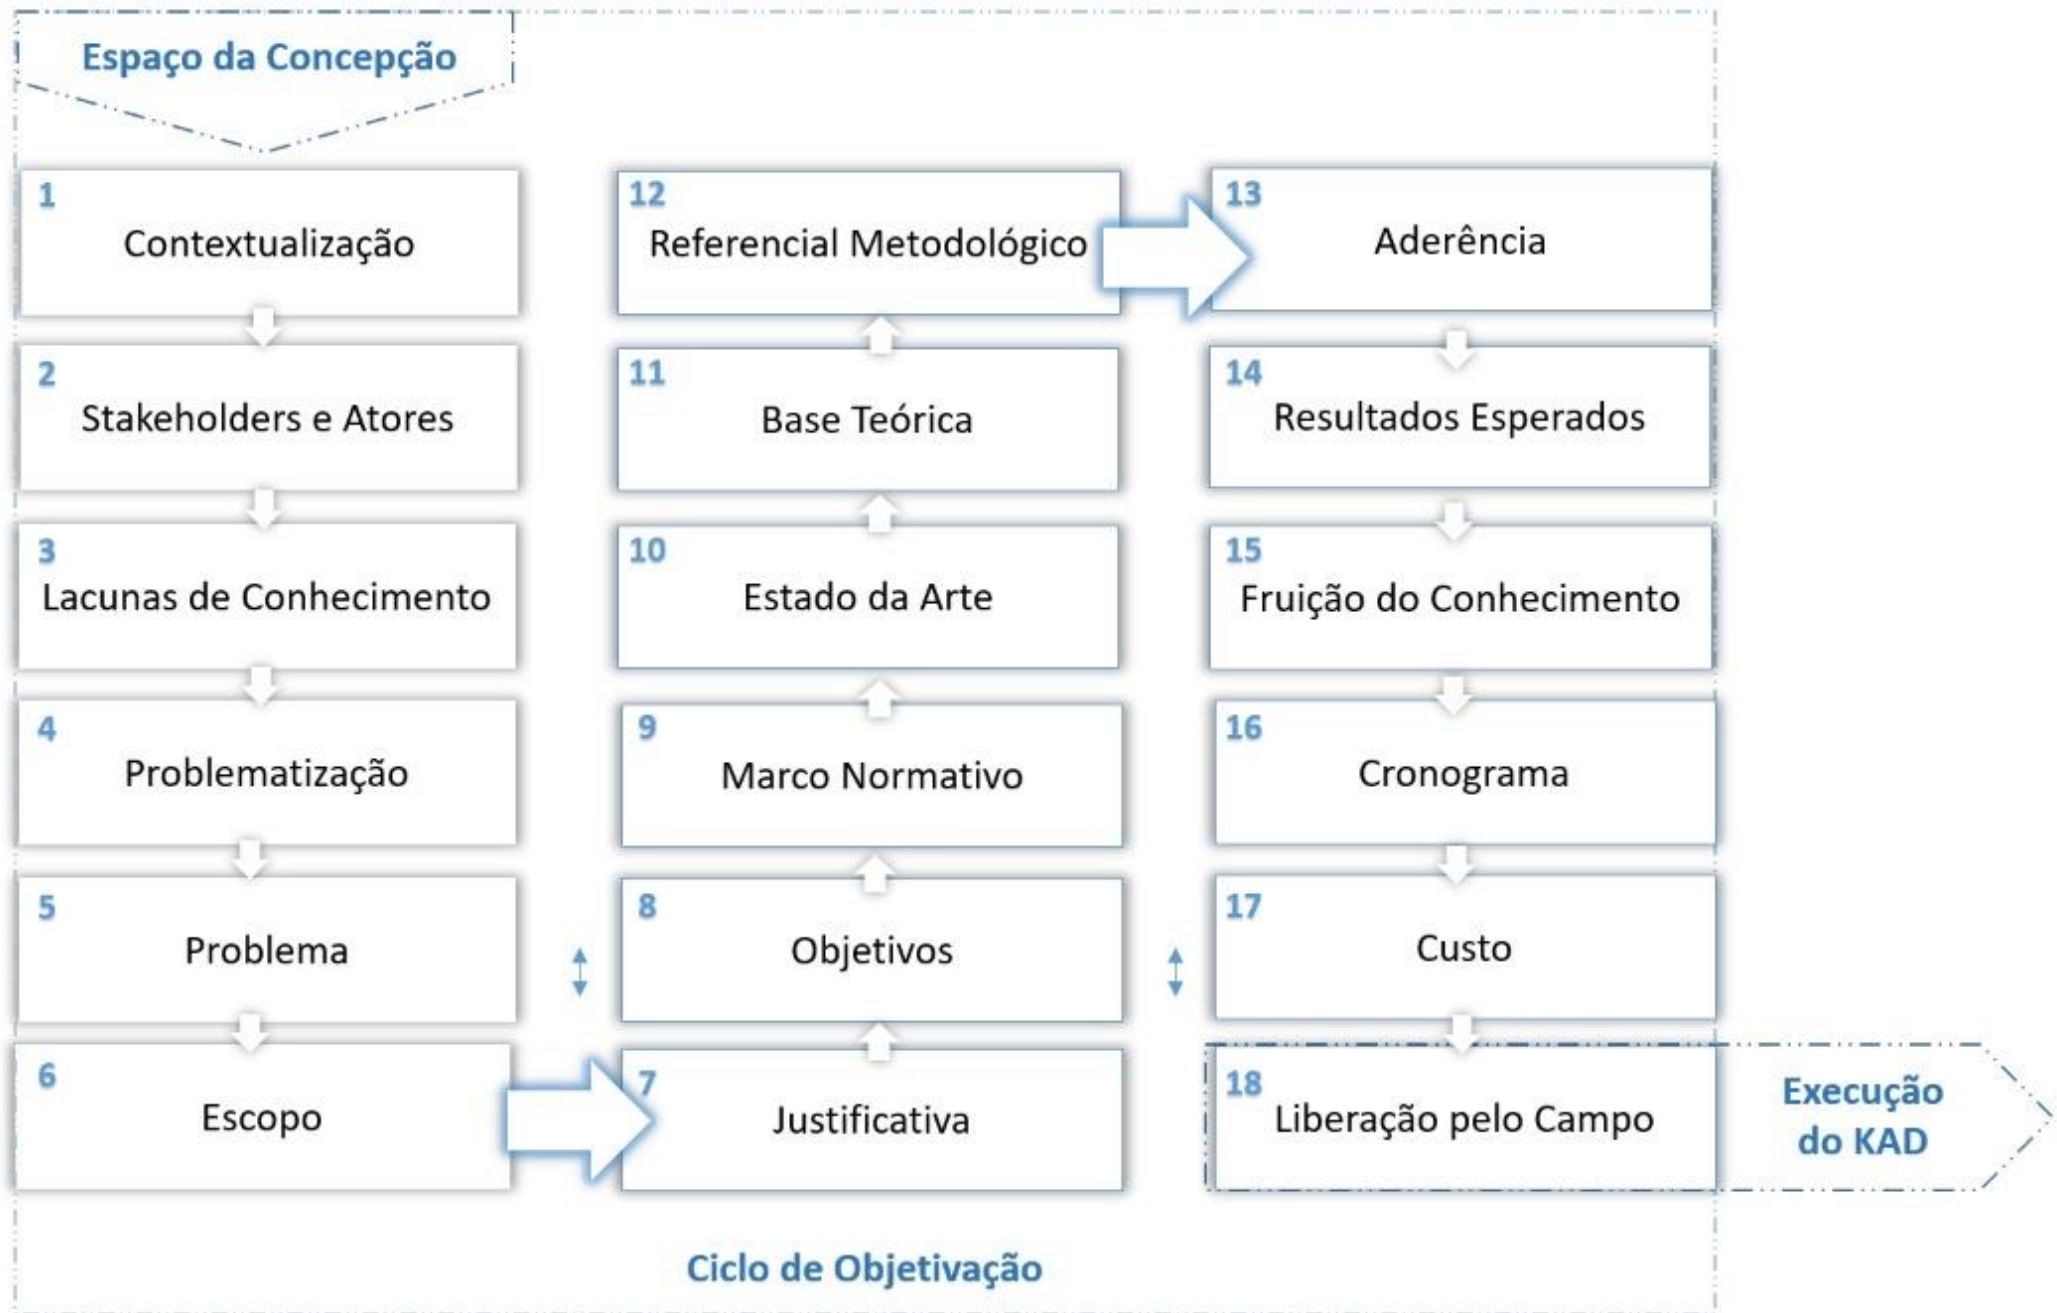 Espaço da Concepção
1
Contextualização
2
Stakeholders e Atores
3
Lacunas de Conhecimento
4
Problematização
5
Problema
6
Escopo
12
Referencial Metodológico
11
Base Teórica
10
Estado da Arte
9
Marco Normativo
8
Objetivos
7
Justificativa
13
Aderência
14
Resultados Esperados
15
Fruição do Conhecimento
16
Cronograma
17
Custo
18
Liberação pelo Campo
Execução
do KAD
Ciclo de Objetivação